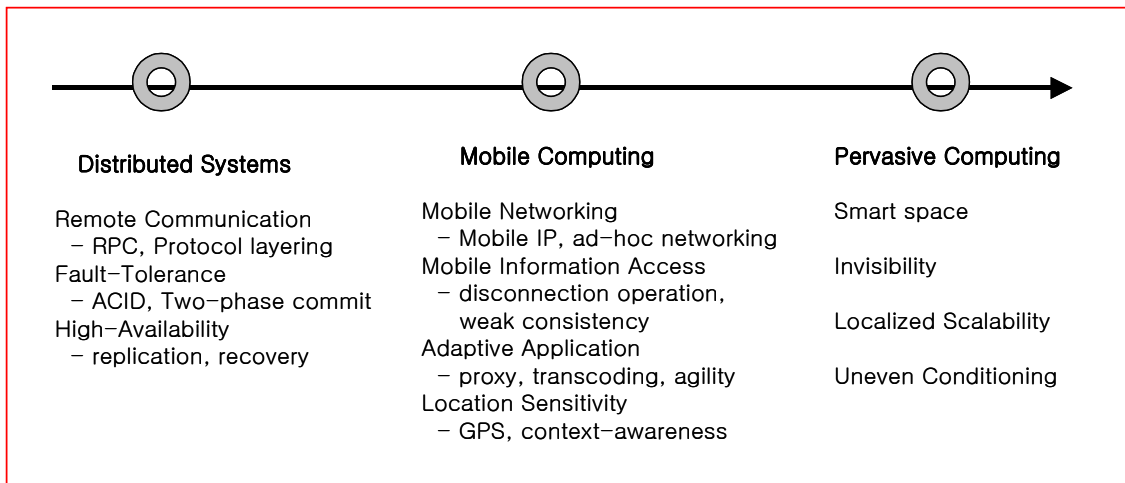 Distributed Systems
Remote Communication
- RPC, Protocol layering
Fault-Tolerance
- ACID, Two-phase commit
High-Availability
- replication, recovery
Mobile Computing
Mobile Networking
- Mobile IP, ad-hoc networking
Mobile Information Access
- disconnection operation,
weak consistency
Adaptive Application
- proxy, transcoding, agility
Location Sensitivity
- GPS, context-awareness
Pervasive Computing
Smart space
Invisibility
Localized Scalability
Uneven Conditioning